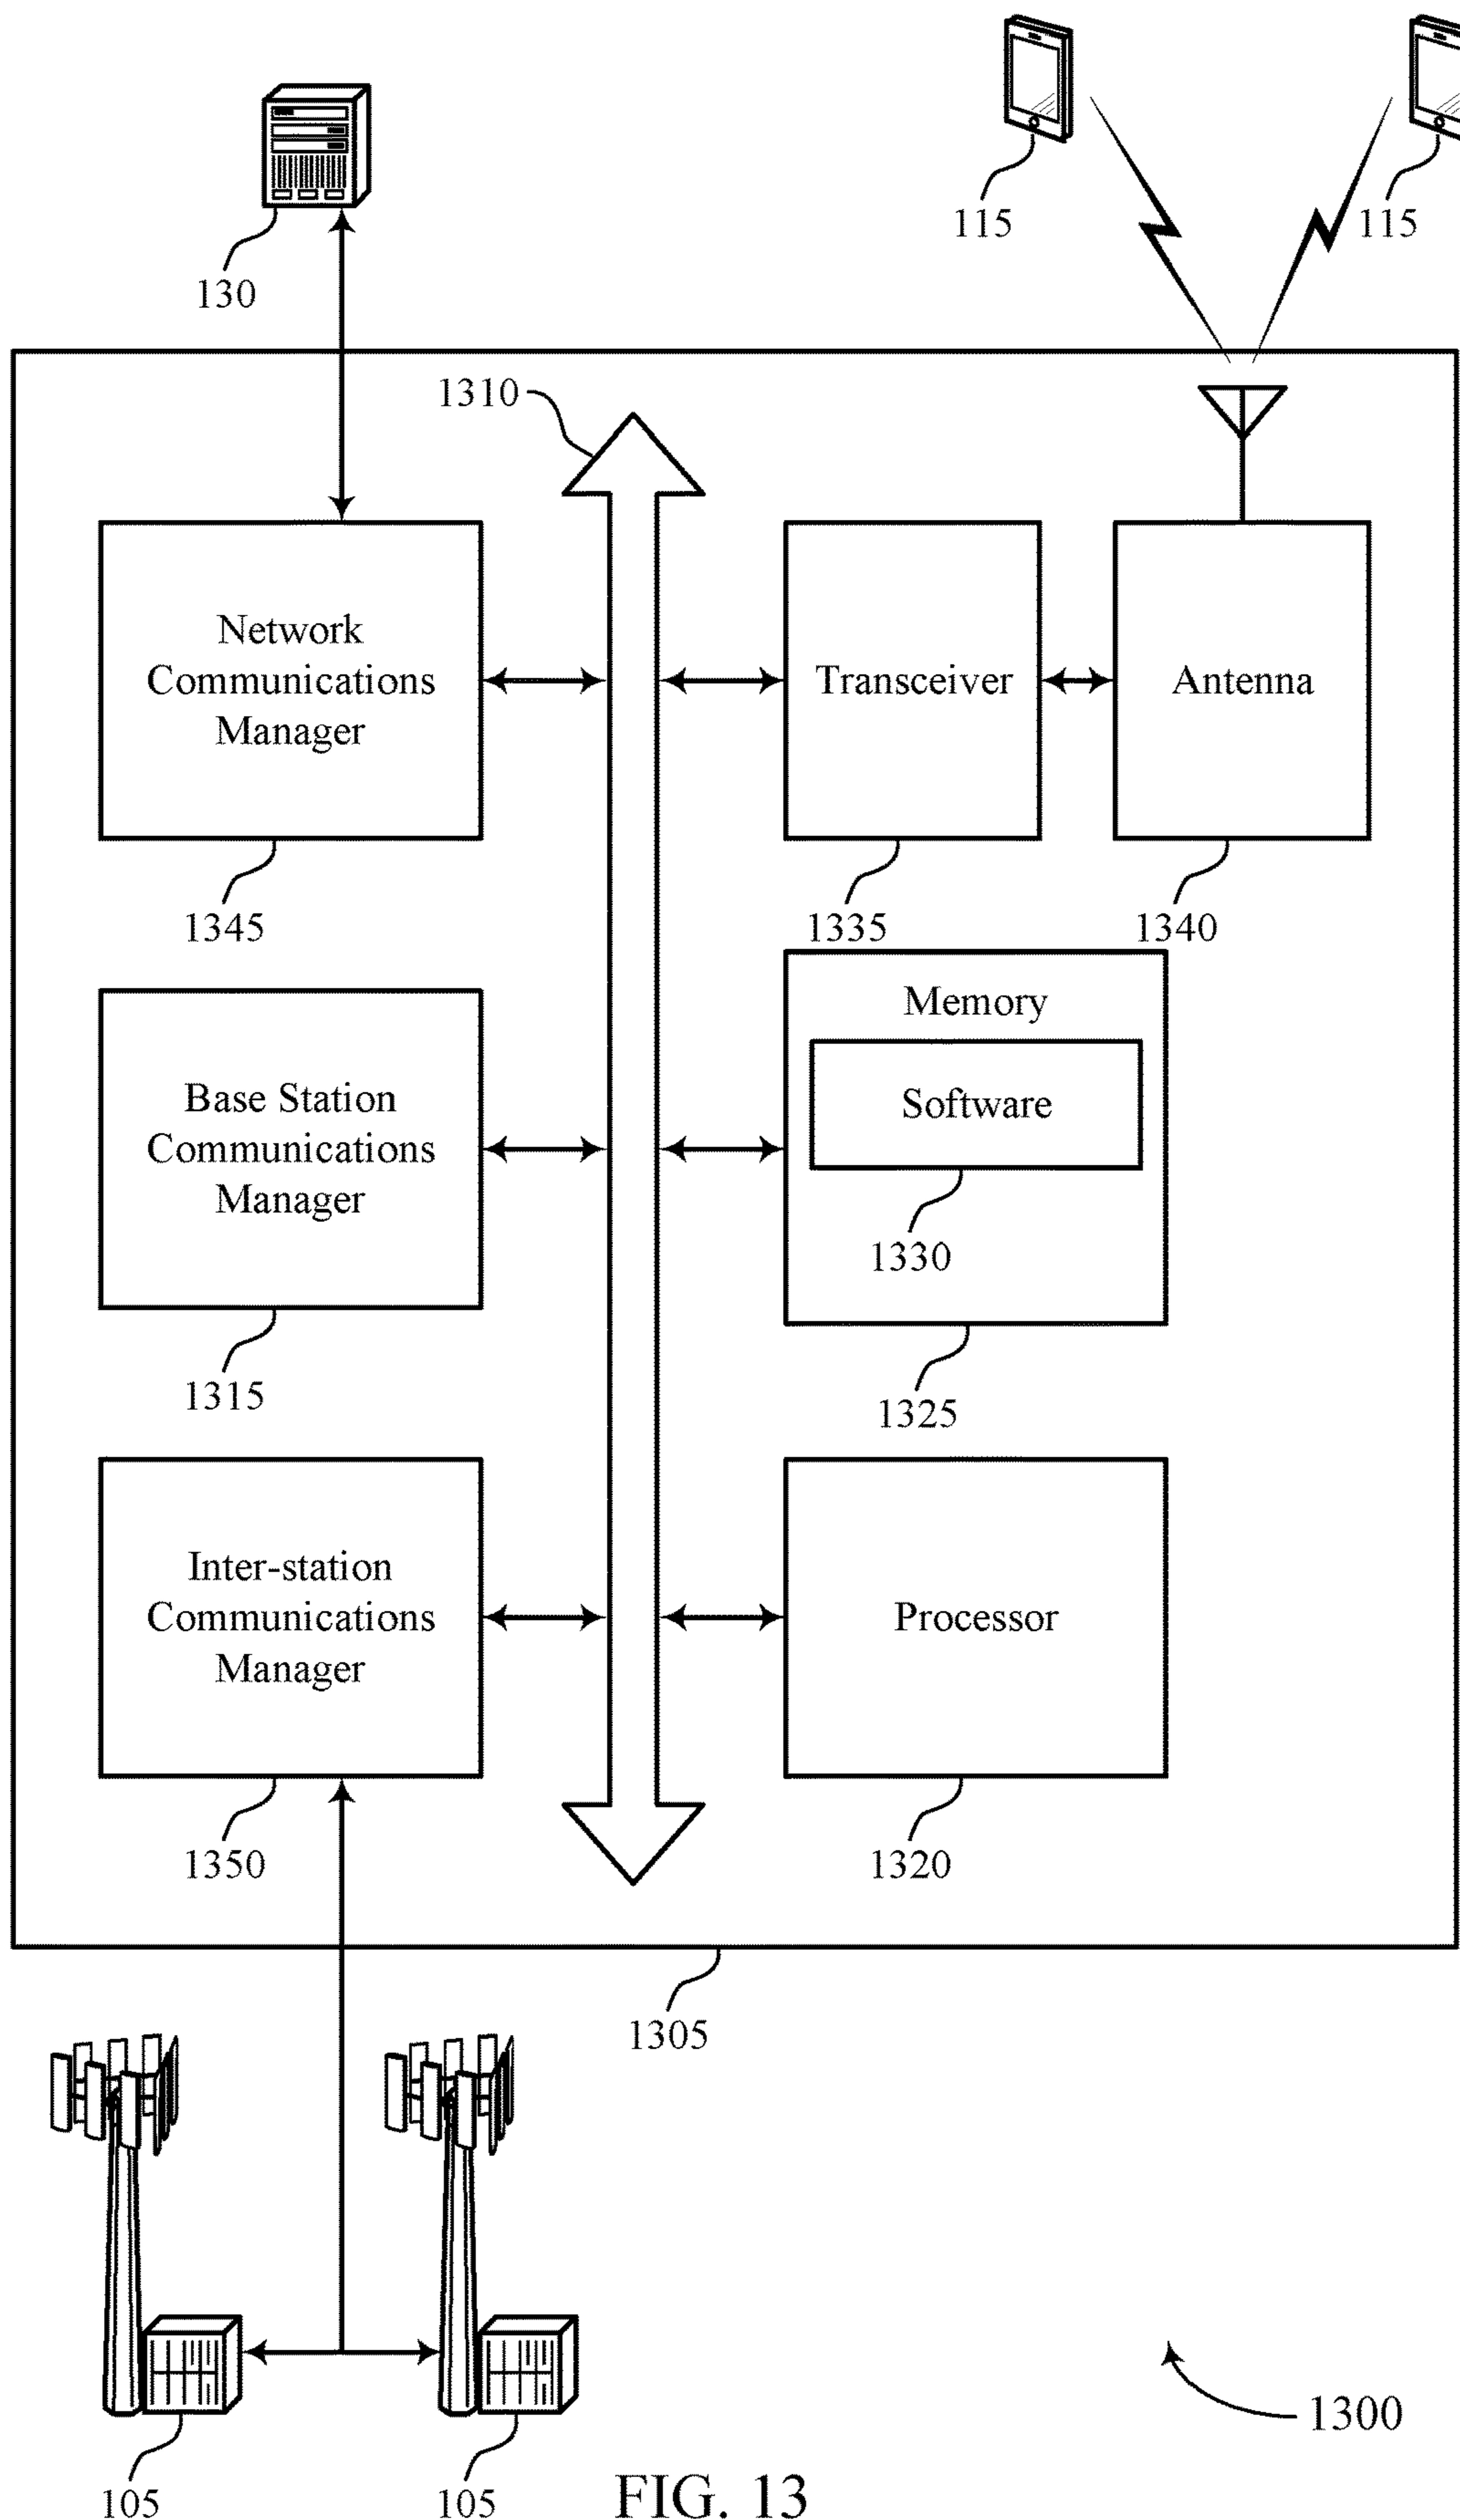 115
115
130
1310
Network
Communications
Manager
Transceiver
Antenna
1345
1335
1340
Memory
Software
Base Station
Communications
Manager
1330
1315
1325
Inter-station
Communications
Manager
Processor
1350
1320
1305
1300
105
105
FIG. 13